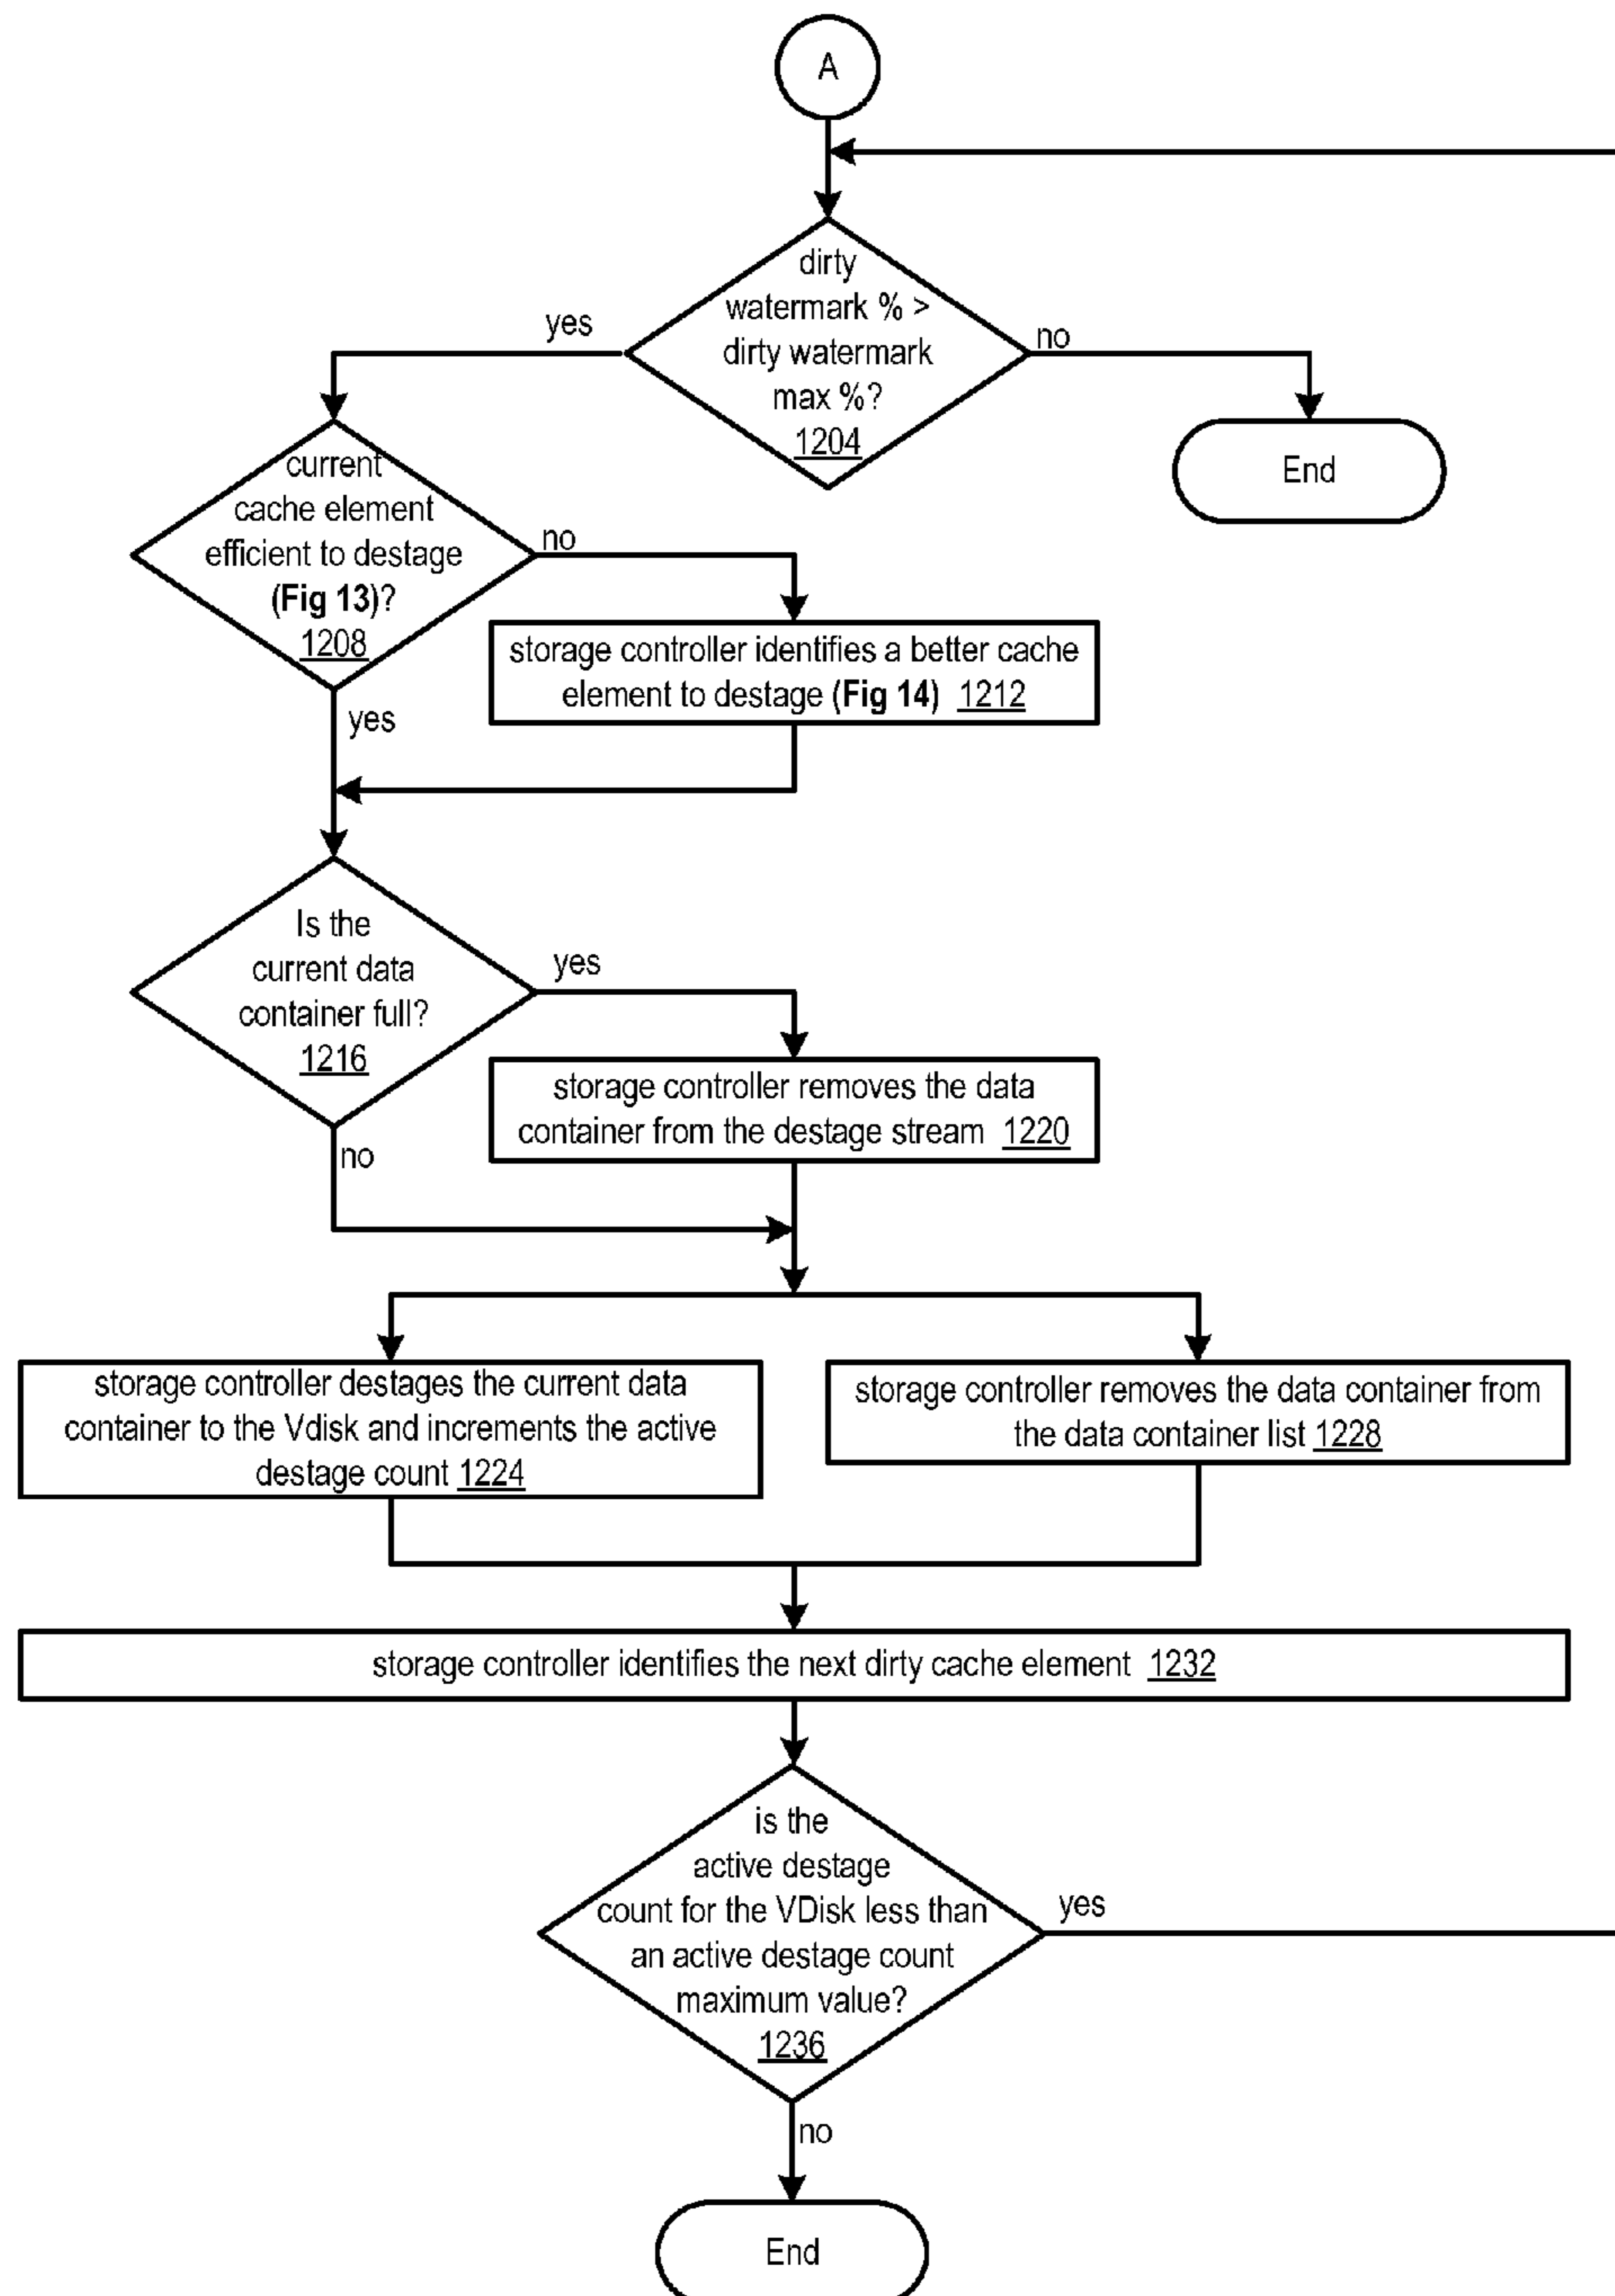 A
dirty
watermark % >
dirty watermark
max %?
1204
yes
no
End
current
cache element
efficient to destage
(Fig 13)?
1208
no
storage controller identifies a better cache
element to destage (Fig 14) 1212
yes
Is the
current data
container full?
1216
yes
storage controller removes the data
container from the destage stream 1220
no
storage controller destages the current data
container to the Vdisk and increments the active
destage count 1224
storage controller removes the data container from
the data container list 1228
storage controller identifies the next dirty cache element 1232
is the
active destage
count for the VDisk less than
an active destage count
maximum value?
1236
yes
no
End